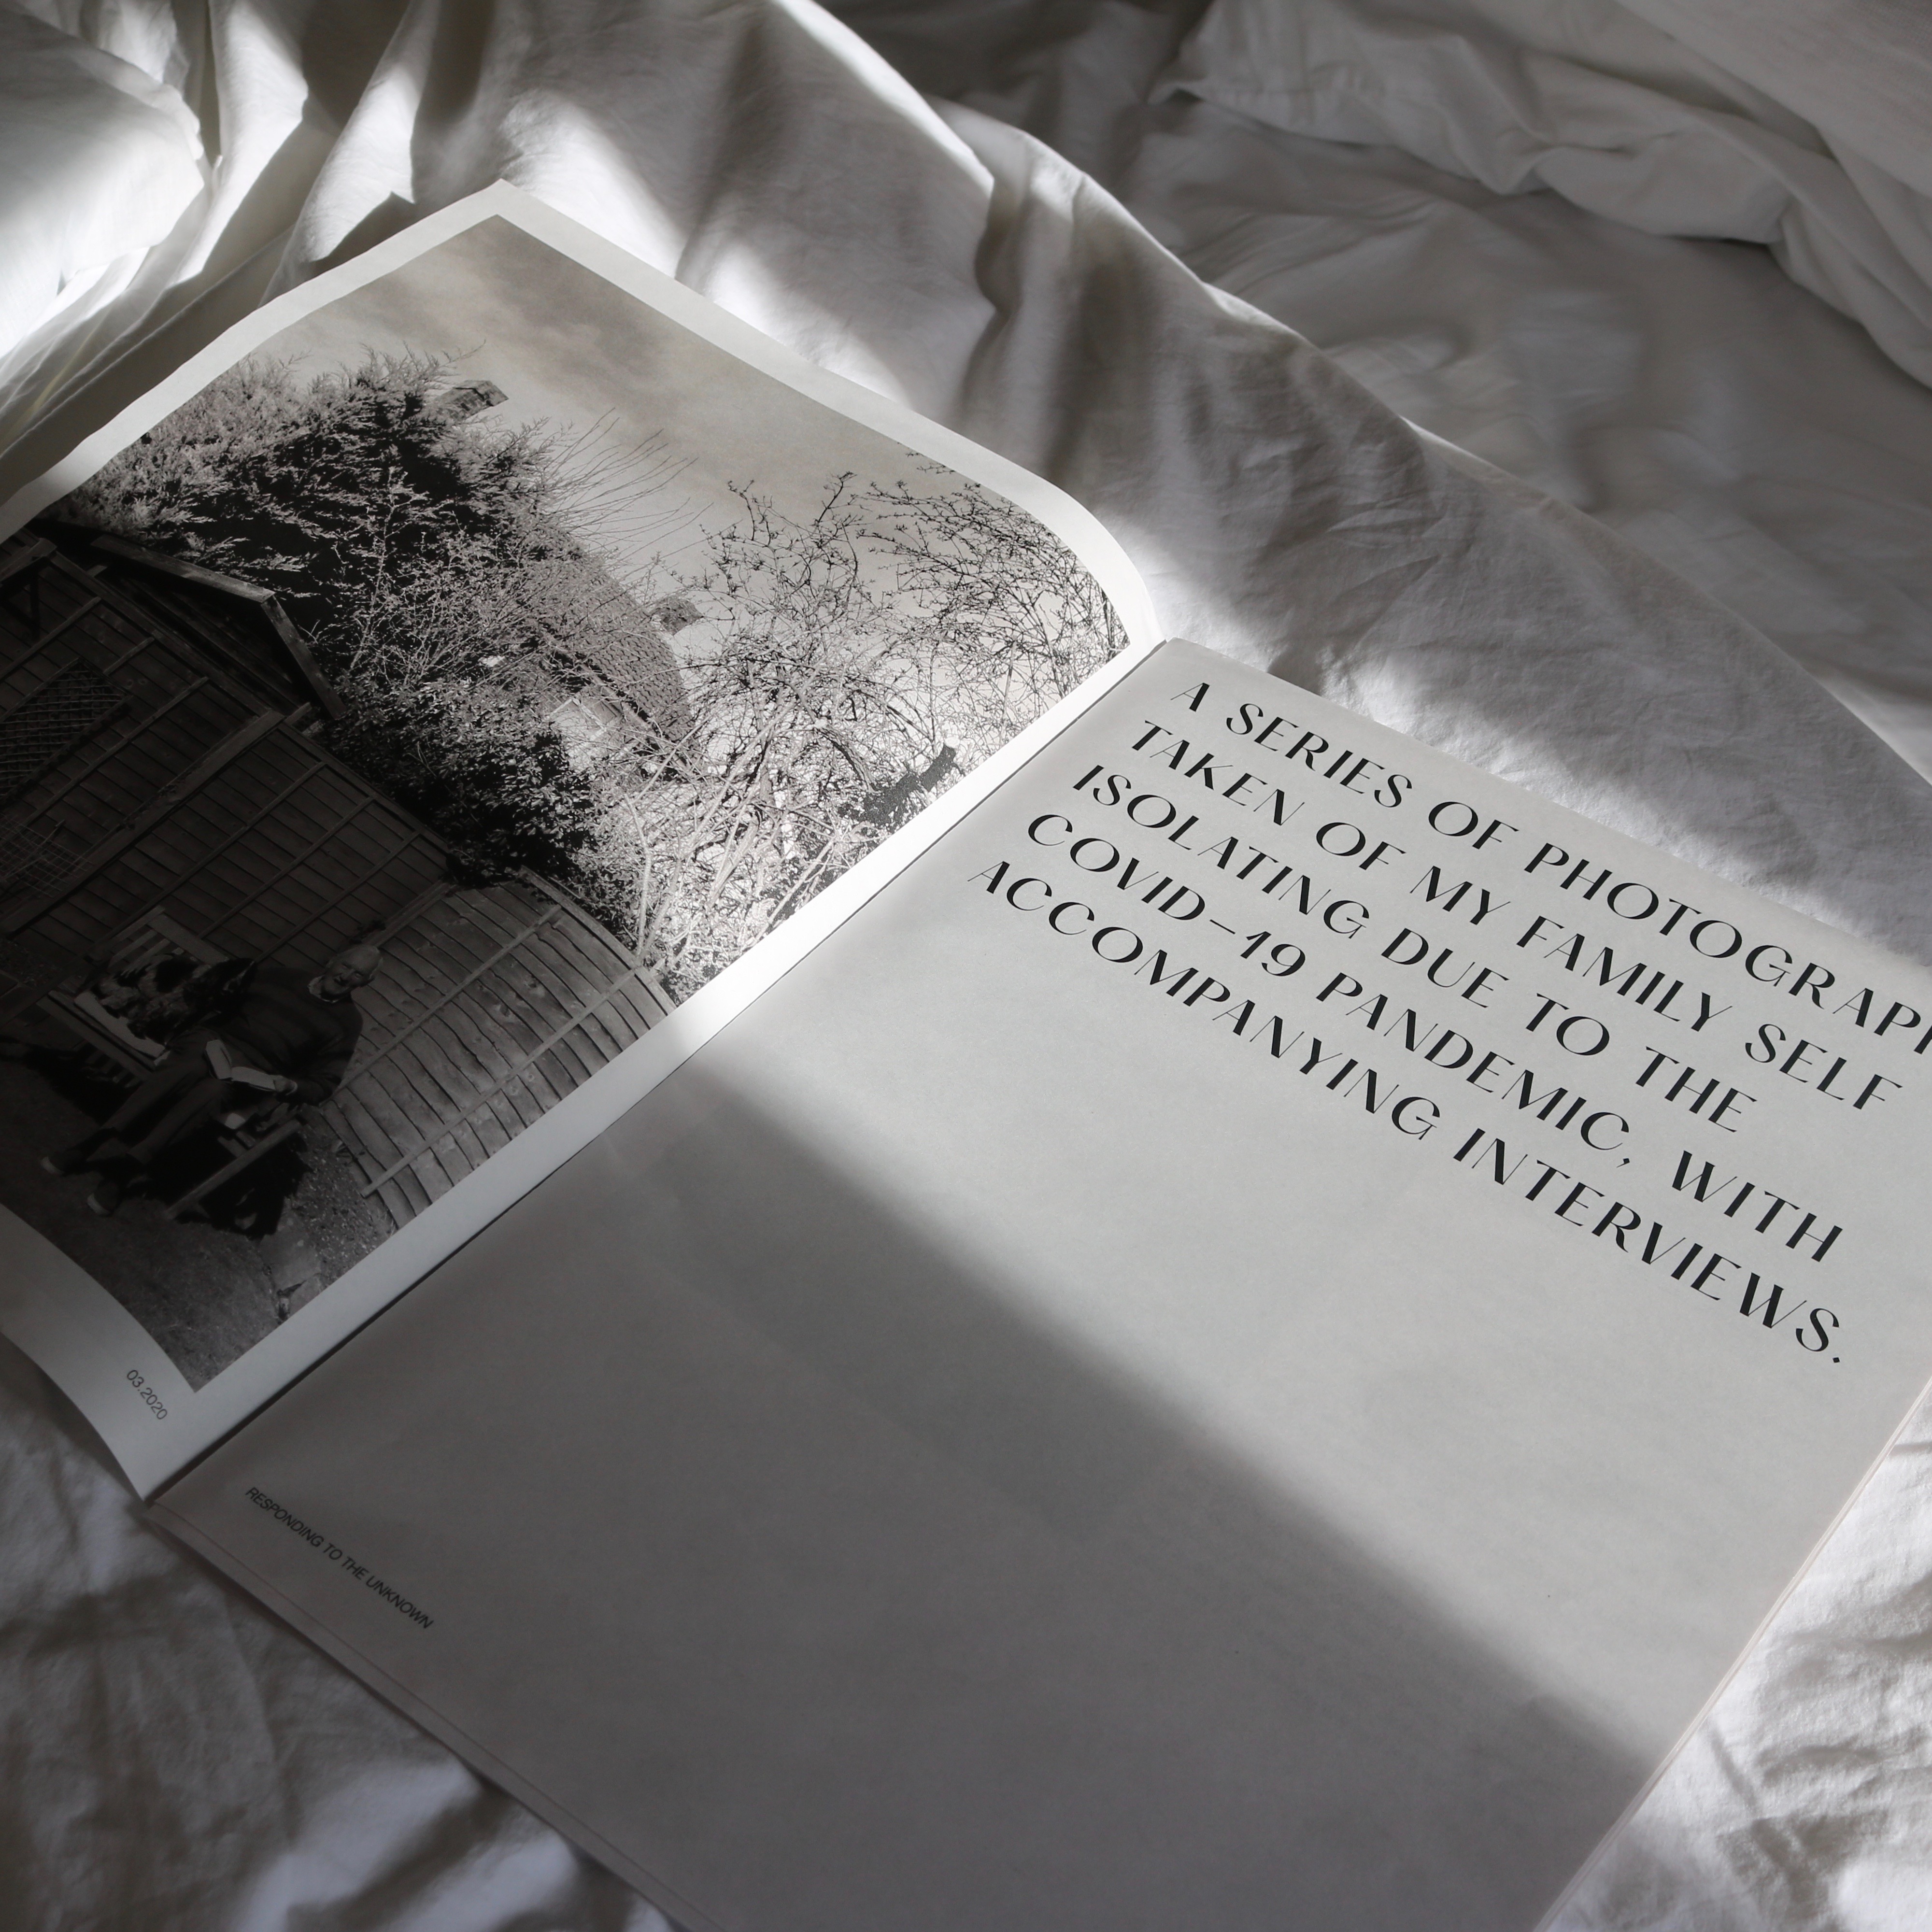 03.2020
A SERIES OF PHOTOGRAPH
TAKEN OF MY FAMILY SELF
ISOLATING DUE TO THE
COVID-19 PANDEMIC, WITH
ACCOMPANYING INTERVIEWS.
RESPONDING TO THE UNKNOWN